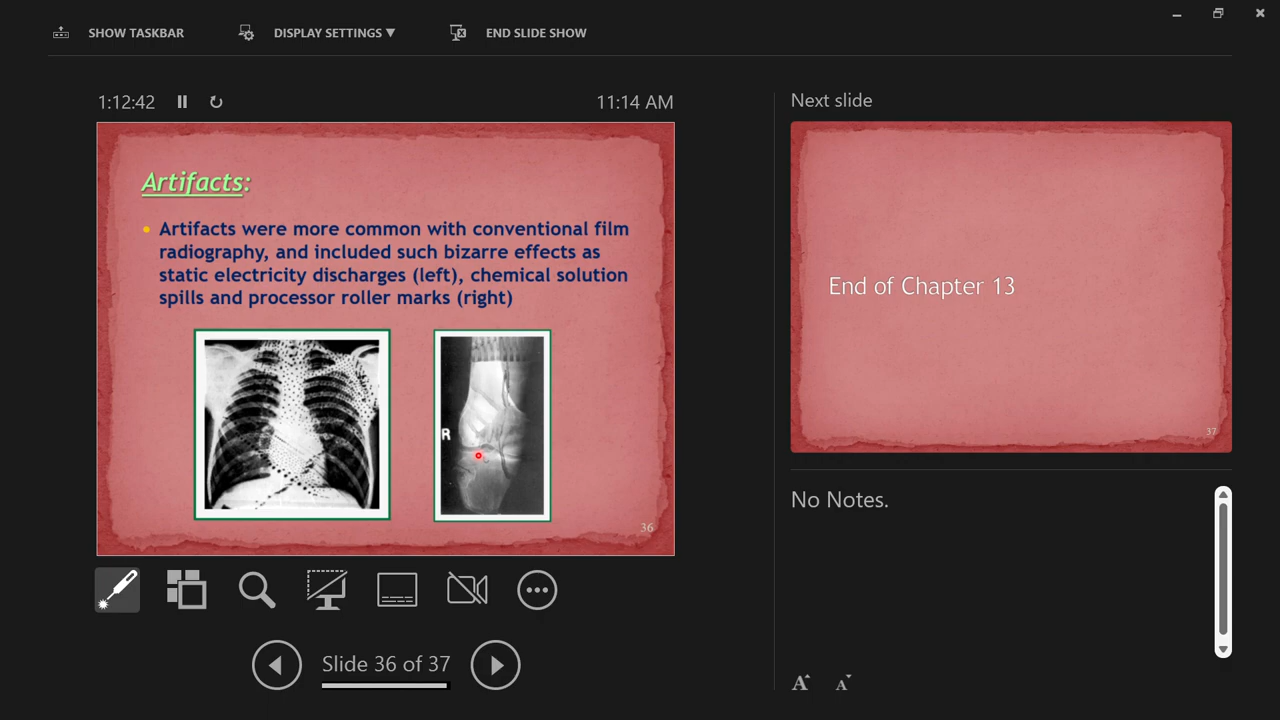 SHOW TASKBAR
DISPLAY SETTINGS ▼
END SLIDE SHOW
1:12:42
11:14 AM
Artifacts:
• Artifacts were more common with conventional film
radiography, and included such bizarre effects as
static electricity discharges (left), chemical solution
spills and processor roller marks (right)
R
36
Slide 36 of 37
Next slide
End of Chapter 13
37
No Notes.
A A